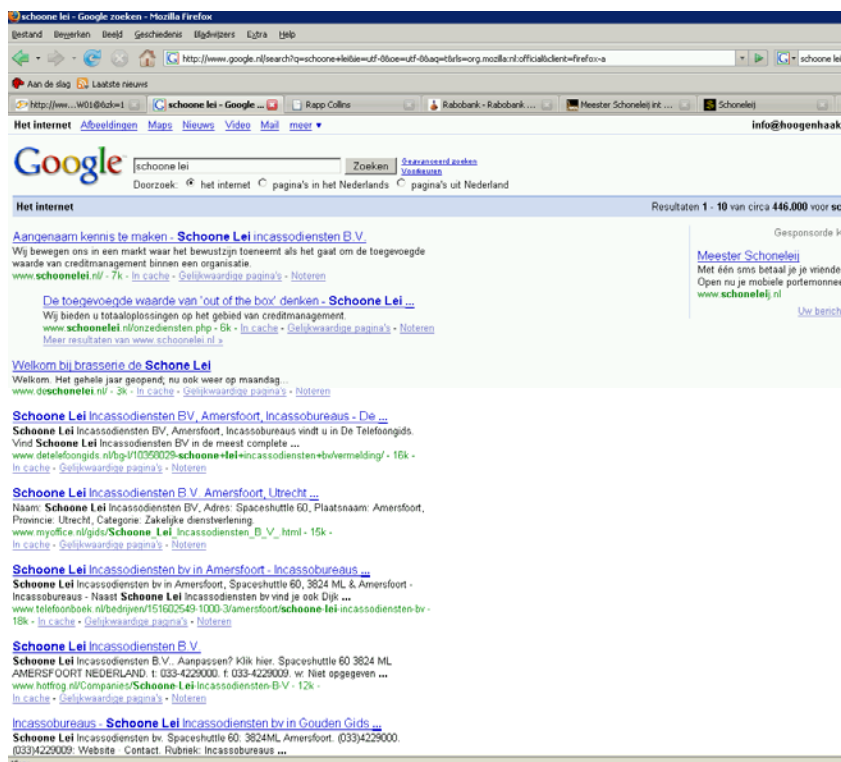 schoone lei - Google zoeken - Mozilla Firefox
Bestand Bewerken Beeld Geschiedenis Bladwijzers Extra Help
http://www.google.nl/search?q=schoone+lei&ie=utf-8&oe=utf-8&aq=t&rls=org.mozilla:nl:official&client=firefox-a
schoone lei
Aan de slag Laatste nieuws
http://ww...W01@6zk=1
schoone lei - Google ...
Rapp Collins
Rabobank - Rabobank ...
Meester Schoneleij int ...
Schoneleij
Het internet Afbeeldingen Maps Nieuws Video Mail meer ▼
info@hoogenhaak
Google
schoone lei
Zoeken
Geavanceerd zoeken
Voorkeuren
Doorzoek: het internet pagina's in het Nederlands pagina's uit Nederland
Het internet
Resultaten 1 - 10 van circa 446.000 voor sc
Aangenaam kennis te maken - Schoone Lei incassodiensten B.V.
Wij bewegen ons in een markt waar het bewustzijn toeneemt als het gaat om de toegevoegde
waarde van creditmanagement binnen een organisatie.
www.schoonelei.nl/ - 7k - In cache - Gelijkwaardige pagina's - Noteren
De toegevoegde waarde van 'out of the box' denken - Schoone Lei ...
Wij bieden u totaaloplossingen op het gebied van creditmanagement.
www.schoonelei.nl/onzediensten.php - 6k - In cache - Gelijkwaardige pagina's - Noteren
Meer resultaten van www.schoonelei.nl »
Welkom bij brasserie de Schone Lei
Welkom. Het gehele jaar geopend; nu ook weer op maandag...
www.deschonelei.nl/ - 3k - In cache - Gelijkwaardige pagina's - Noteren
Schoone Lei Incassodiensten BV, Amersfoort, Incassobureaus - De ...
Schoone Lei Incassodiensten BV, Amersfoort, Incassobureaus vindt u in De Telefoongids.
Vind Schoone Lei Incassodiensten BV in de meest complete ...
www.detelefoongids.nl/bg-l/10358029-schoone+lei+incassodiensten+bv/vermelding/ - 16k -
In cache - Gelijkwaardige pagina's - Noteren
Schoone Lei Incassodiensten B.V. Amersfoort, Utrecht ...
Naam: Schoone Lei Incassodiensten BV, Adres: Spaceshuttle 60, Plaatsnaam: Amersfoort,
Provincie: Utrecht, Categorie: Zakelijke dienstverlening.
www.myoffice.nl/gids/Schoone_Lei_Incassodiensten_B_V_.html - 15k -
In cache - Gelijkwaardige pagina's - Noteren
Schoone Lei Incassodiensten bv in Amersfoort - Incassobureaus ...
Schoone Lei Incassodiensten bv in Amersfoort, Spaceshuttle 60, 3824 ML & Amersfoort -
Incassobureaus - Naast Schoone Lei Incassodiensten bv vind je ook Dijk ...
www.telefoonboek.nl/bedrijven/151602549-1000-3/amersfoort/schoone-lei-incassodiensten-bv -
18k - In cache - Gelijkwaardige pagina's - Noteren
Schoone Lei Incassodiensten B.V.
Schoone Lei Incassodiensten B.V.. Aanpassen? Klik hier. Spaceshuttle 60 3824 ML
AMERSFOORT NEDERLAND. t: 033-4229000. f: 033-4229009. w: Niet opgegeven ...
www.hotfrog.nl/Companies/Schoone-Lei-Incassodiensten-B-V - 12k -
In cache - Gelijkwaardige pagina's - Noteren
Incassobureaus - Schoone Lei Incassodiensten bv in Gouden Gids ...
Schoone Lei Incassodiensten bv. Spaceshuttle 60: 3824ML Amersfoort. (033)4229000.
(033)4229009: Website · Contact. Rubriek: Incassobureaus ...
Gesponsorde k
Meester Schoneleij
Met één sms betaal je je vriende
Open nu je mobiele portemonnee
www.schoneleij.nl
Uw berich